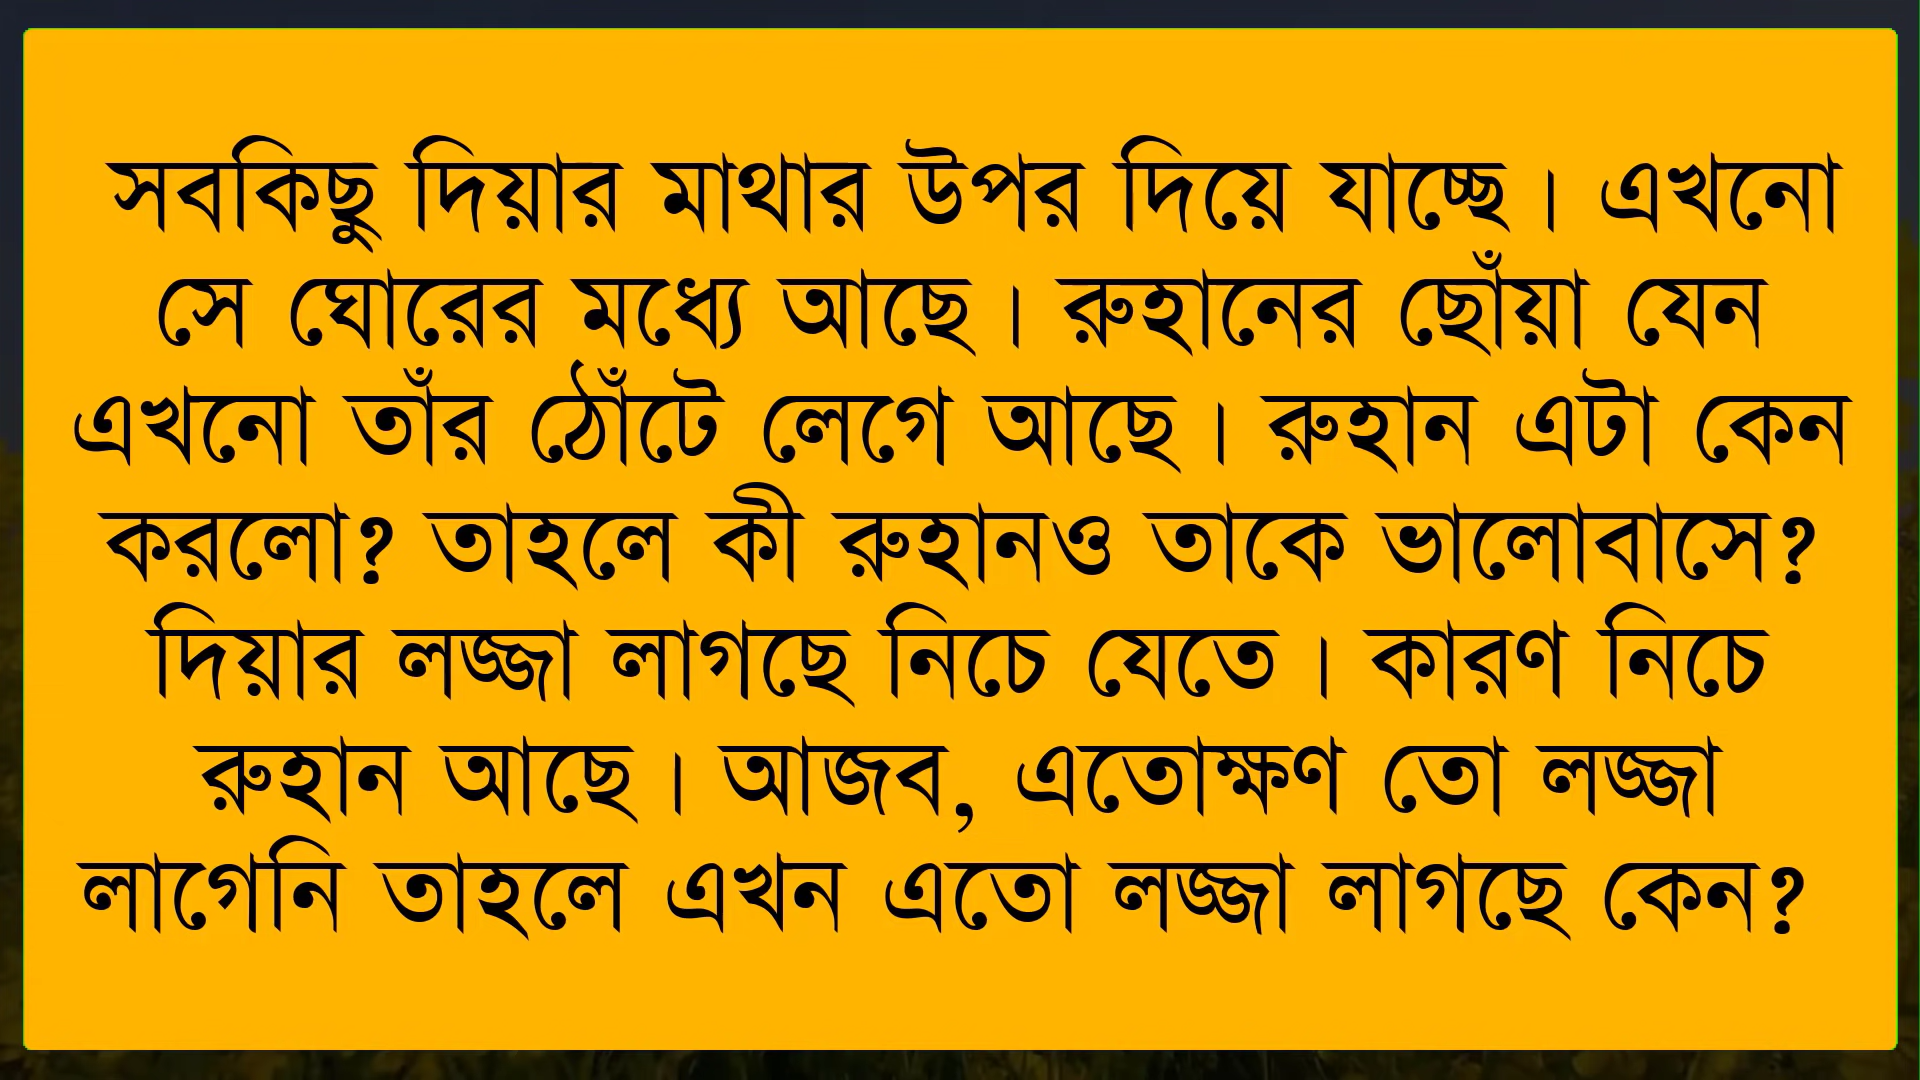 সবকিছু দিয়ার মাথার উপর দিয়ে যাচ্ছে। এখনো
সে ঘোরের মধ্যে আছে। রুহানের ছোঁয়া যেন
এখনো তাঁর ঠোঁটে লেগে আছে। রুহান এটা কেন
করলো? তাহলে কী রুহানও তাকে ভালোবাসে?
দিয়ার লজ্জা লাগছে নিচে যেতে। কারণ নিচে
রুহান আছে। আজব, এতোক্ষণ তো লজ্জা
লাগেনি তাহলে এখন এতো লজ্জা লাগছে কেন?